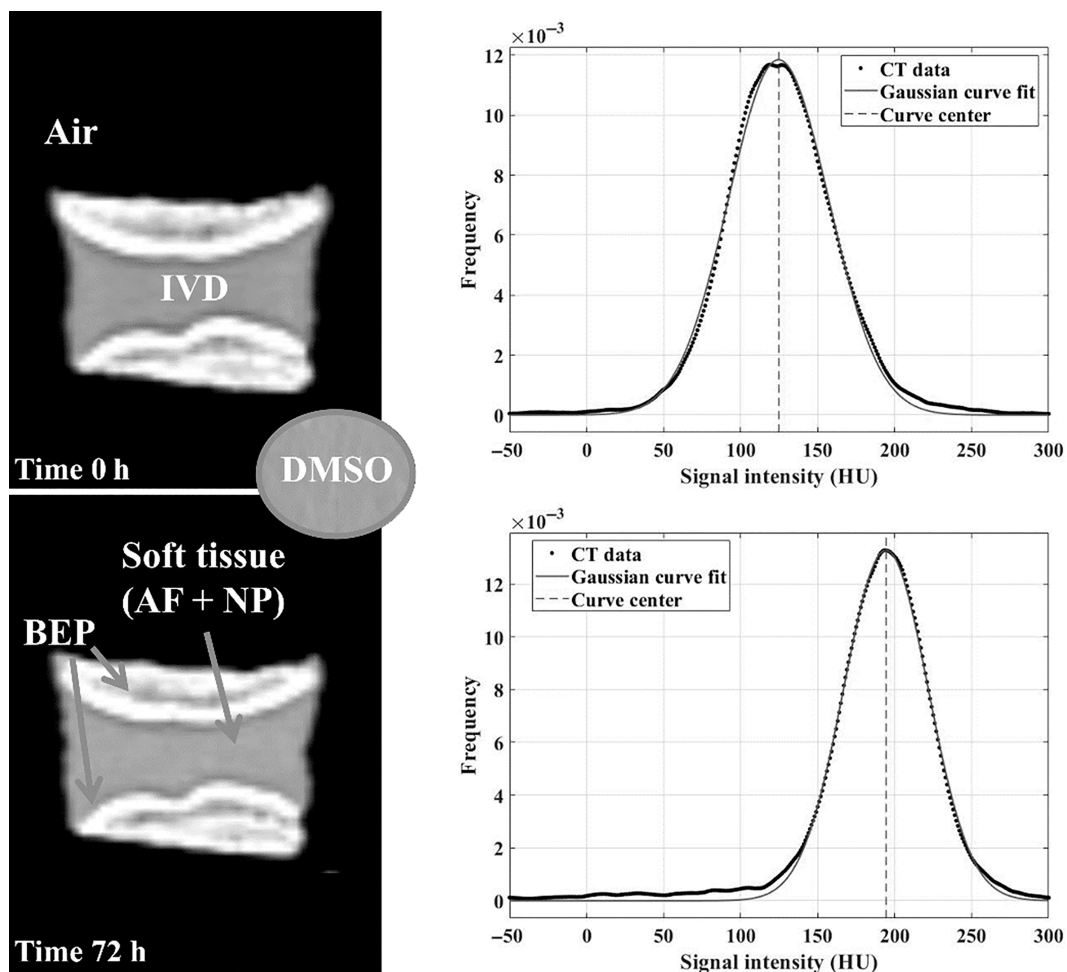 Air
IVD
Time 0 h
DMSO
Soft tissue
(AF + NP)
BEP
Time 72 h
×10⁻³
12
10
8
6
4
2
0
Frequency
CT data
Gaussian curve fit
Curve center
−50 0 50 100 150 200 250 300
Signal intensity (HU)
×10⁻³
12
10
8
6
4
2
0
Frequency
CT data
Gaussian curve fit
Curve center
−50 0 50 100 150 200 250 300
Signal intensity (HU)